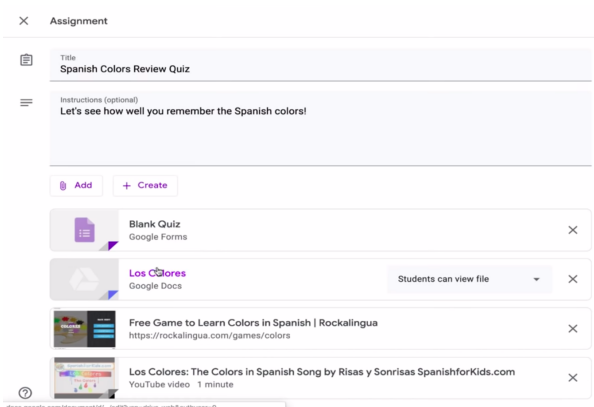 Assignment
Title
Spanish Colors Review Quiz
Instructions (optional)
Let's see how well you remember the Spanish colors!
Add
Create
Blank Quiz
Google Forms
Los Colores
Google Docs
Students can view file
Free Game to Learn Colors in Spanish | Rockalingua
https://rockalingua.com/games/colors
Los Colores: The Colors in Spanish Song by Risas y Sonrisas SpanishforKids.com
YouTube video 1 minute